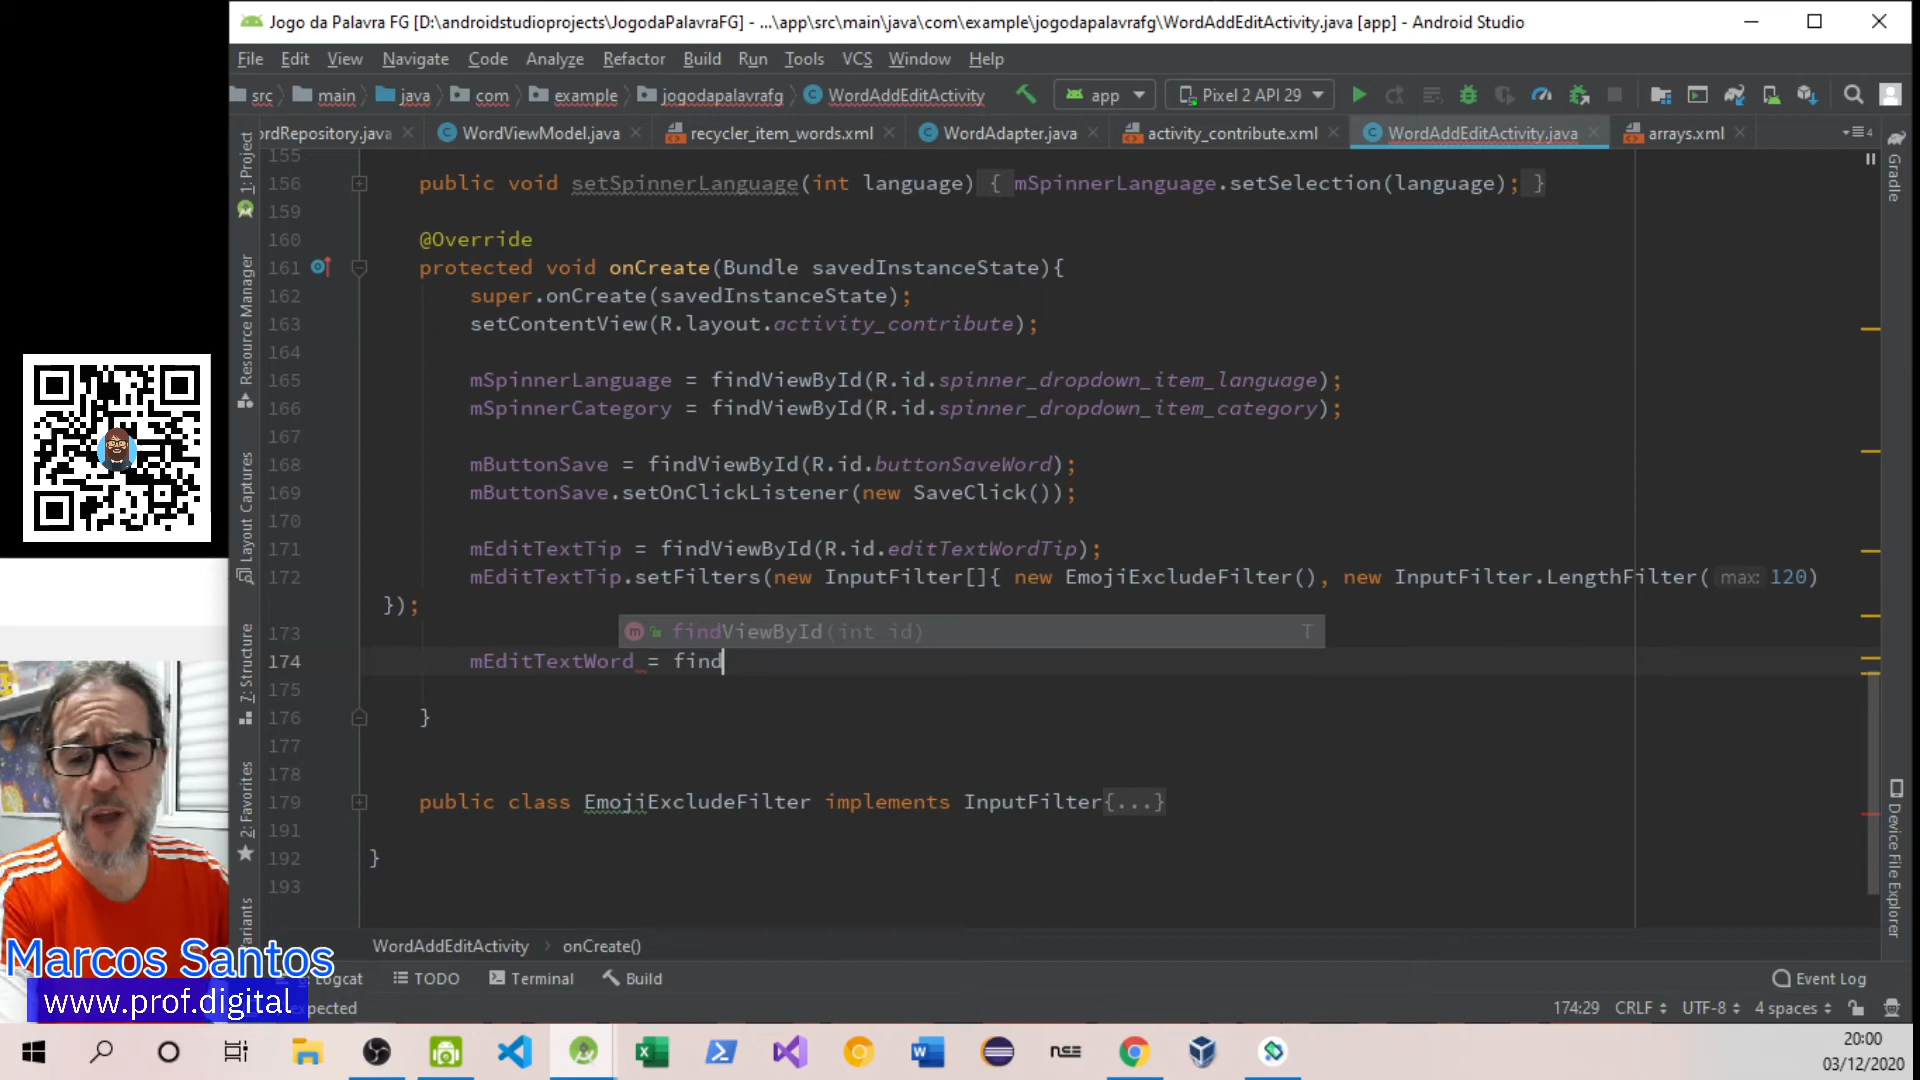 Jogo da Palavra FG [D:\androidstudioprojects\JogodaPalavraFG] - ...\app\src\main\java\com\example\jogodapalavrafg\WordAddEditActivity.java [app] - Android Studio
File Edit View Navigate Code Analyze Refactor Build Run Tools VCS Window Help
src main java com example jogodapalavrafg WordAddEditActivity app Pixel 2 API 29
ordRepository.java WordViewModel.java recycler_item_words.xml WordAdapter.java activity_contribute.xml WordAddEditActivity.java arrays.xml 4
155
156 public void setSpinnerLanguage(int language) { mSpinnerLanguage.setSelection(language); }
159
160 @Override
161 protected void onCreate(Bundle savedInstanceState){
162 super.onCreate(savedInstanceState);
163 setContentView(R.layout.activity_contribute);
164
165 mSpinnerLanguage = findViewById(R.id.spinner_dropdown_item_language);
166 mSpinnerCategory = findViewById(R.id.spinner_dropdown_item_category);
167
168 mButtonSave = findViewById(R.id.buttonSaveWord);
169 mButtonSave.setOnClickListener(new SaveClick());
170
171 mEditTextTip = findViewById(R.id.editTextWordTip);
172 mEditTextTip.setFilters(new InputFilter[]{ new EmojiExcludeFilter(), new InputFilter.LengthFilter( max: 120)
});
173 findViewById(int id) T
174 mEditTextWord = find
175
176 }
177
178
179 public class EmojiExcludeFilter implements InputFilter{...}
191
192 }
193
1: Project
Resource Manager
Layout Captures
7: Structure
2: Favorites
ariants
Gradle
Device File Explorer
WordAddEditActivity onCreate()
Logcat TODO Terminal Build Event Log
expected 174:29 CRLF UTF-8 4 spaces
Marcos Santos
www.prof.digital
20:00
03/12/2020